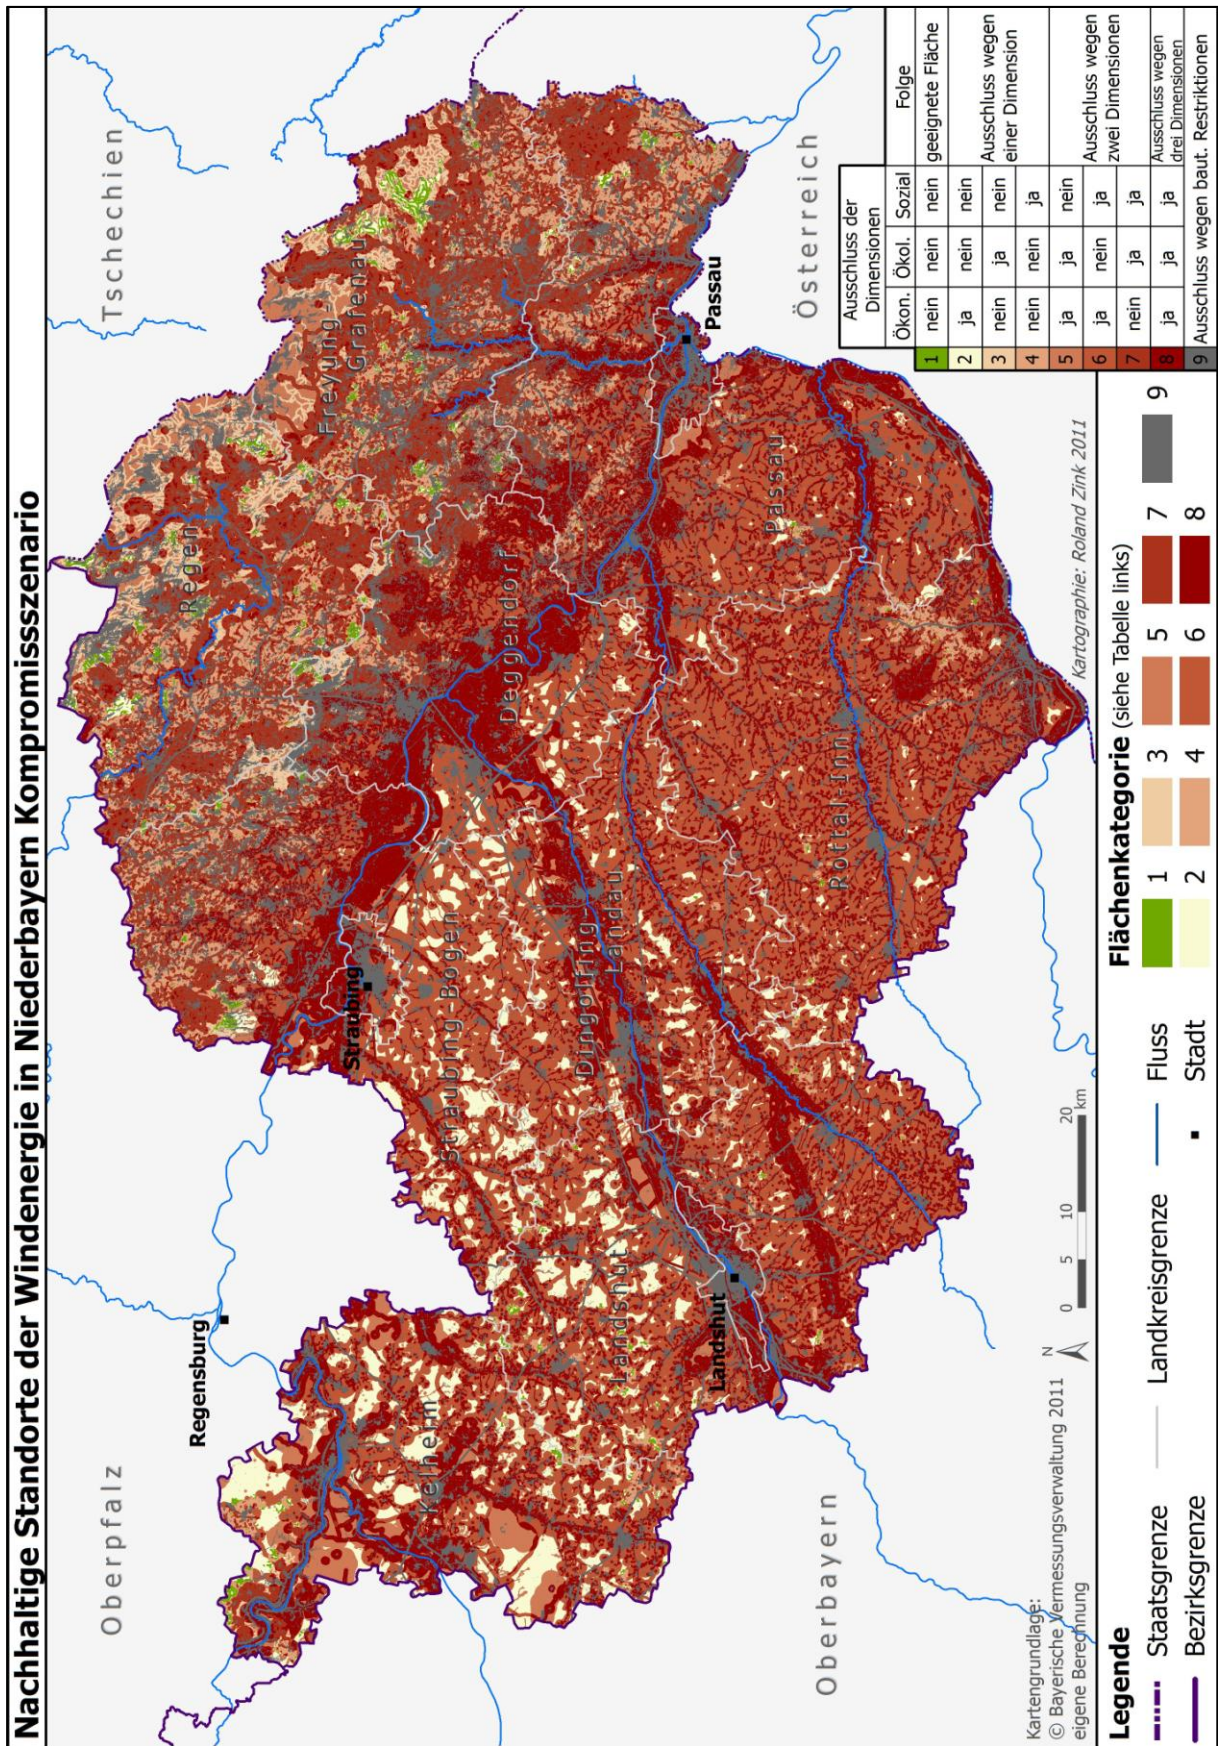 Nachhaltige Standorte der Windenergie in Niederbayern Kompromissszenario
Tschechien
Oberpfalz
Regensburg
Regen
Freyung-
Grafenau
Straubing
Straubing-Bogen
Deggendorf
Kelheim
Landshut
Dingolfing-
Landau
Passau
Passau
Landshut
Rottal-Inn
Österreich
Oberbayern
Ausschluss der
Dimensionen
Folge
Ökon. Ökol. Sozial
1 nein nein nein geeignete Fläche
2 ja nein nein
3 nein ja nein
4 nein nein ja
Ausschluss wegen
einer Dimension
5 ja ja nein
6 ja nein ja
7 nein ja ja
Ausschluss wegen
zwei Dimensionen
8 ja ja ja
Ausschluss wegen
drei Dimensionen
9 Ausschluss wegen baut. Restriktionen
Kartengrundlage:
© Bayerische Vermessungsverwaltung 2011
eigene Berechnung
N
0 5 10 20
km
Kartographie: Roland Zink 2011
Legende
Staatsgrenze
Landkreisgrenze
Fluss
Bezirksgrenze
Stadt
Flächenkategorie (siehe Tabelle links)
1 3 5 7 9
2 4 6 8